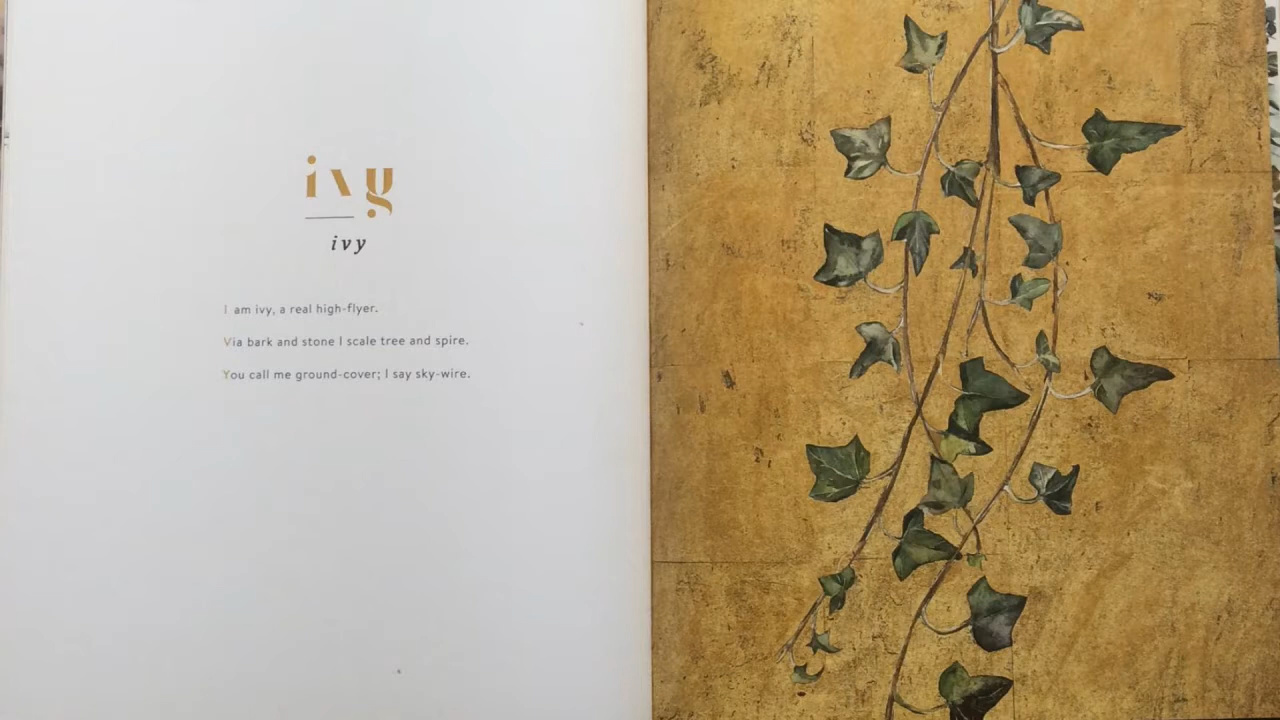 ivy
ivy
I am ivy, a real high-flyer.
Via bark and stone I scale tree and spire.
You call me ground-cover; I say sky-wire.